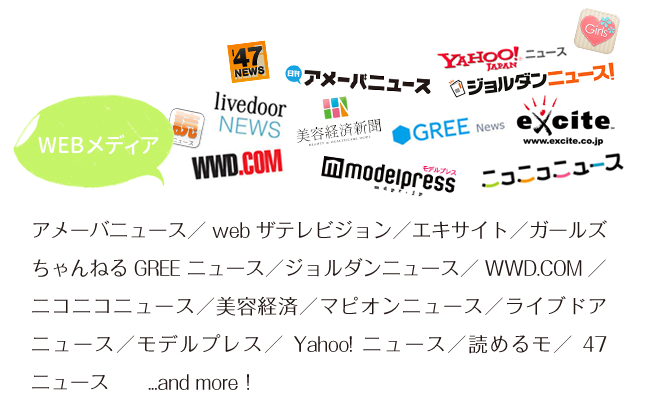 Girls
47
NEWS
YAHOO! ニュース
JAPAN
日刊 アメーバニュース
ジョルダンニュース!
livedoor
NEWS
美容経済新聞
GREE News
excite
www.excite.co.jp
WEBメディア
ニュース
WWD.COM
モデルプレス
modelpress
mdpr.jp
ニコニコニュース
アメーバニュース／ web ザテレビジョン／エキサイト／ガールズ
ちゃんねる GREE ニュース／ジョルダンニュース／ WWD.COM ／
ニコニコニュース／美容経済／マピオンニュース／ライブドア
ニュース／モデルプレス／ Yahoo! ニュース／読めるモ／ 47
ニュース ...and more !